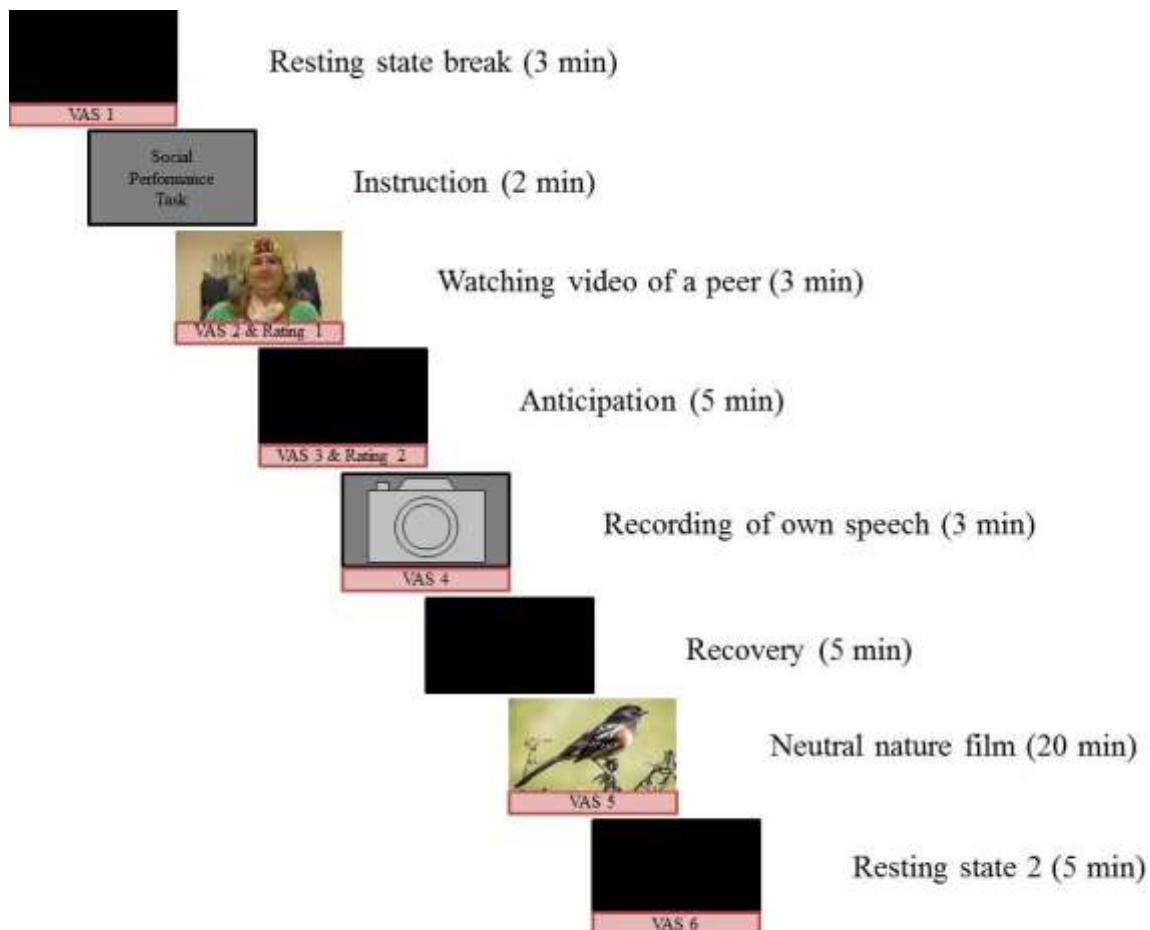 Resting state break (3 min)
VAS 1
Social
Performance
Task
Instruction (2 min)
Watching video of a peer (3 min)
VAS 2 & Rating 1
Anticipation (5 min)
VAS 3 & Rating 2
Recording of own speech (3 min)
VAS 4
Recovery (5 min)
Neutral nature film (20 min)
VAS 5
Resting state 2 (5 min)
VAS 6